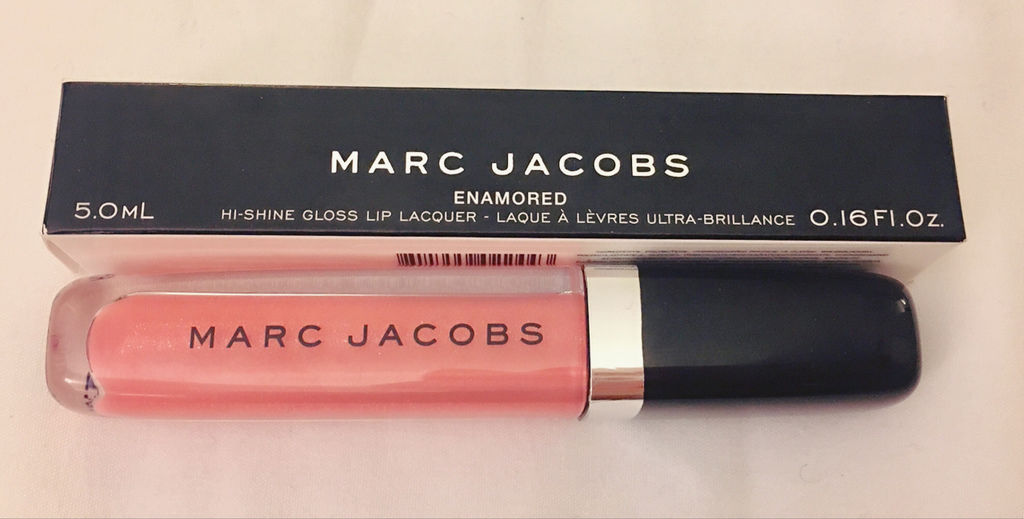 MARC JACOBS
ENAMORED
5.0ML HI-SHINE GLOSS LIP LACQUER - LAQUE À LÈVRES ULTRA-BRILLANCE 0.16 Fl.Oz.
MARC JACOBS